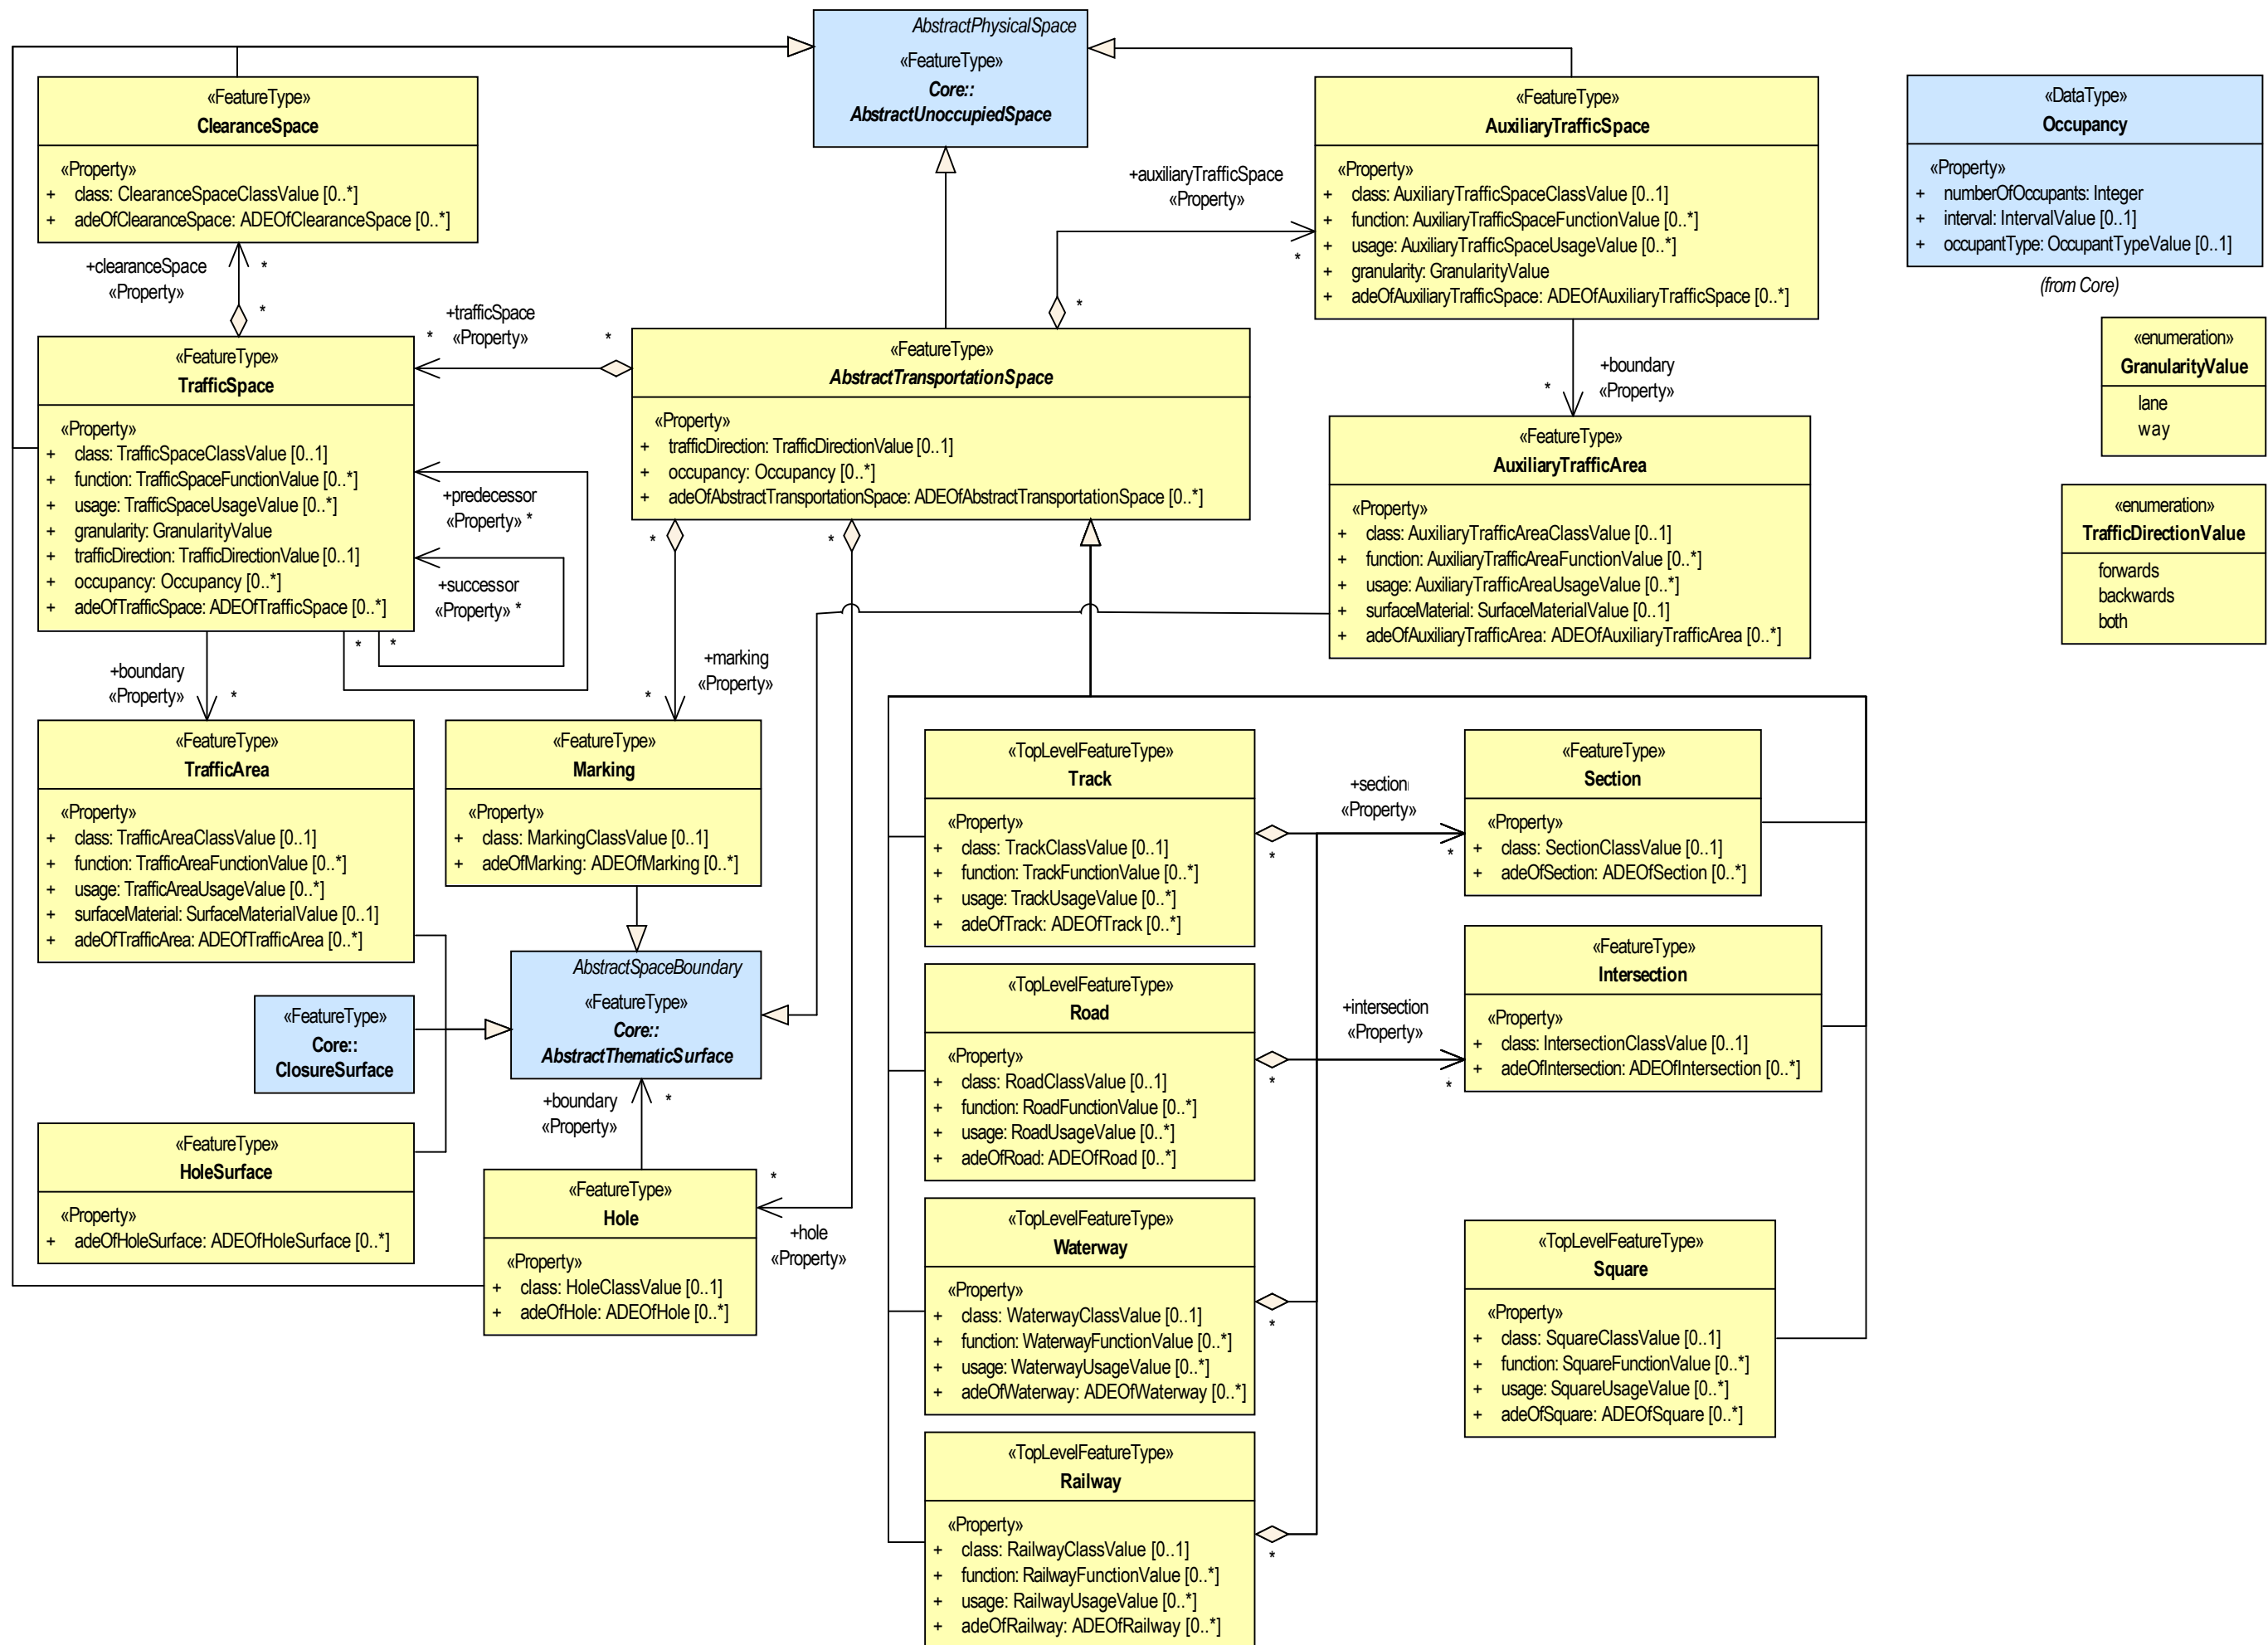 AbstractPhysicalSpace
«FeatureType»
Core::
AbstractUnoccupiedSpace
«FeatureType»
ClearanceSpace
«Property»
+ class: ClearanceSpaceClassValue [0..*]
+ adeOfClearanceSpace: ADEOfClearanceSpace [0..*]
«FeatureType»
AuxiliaryTrafficSpace
«Property»
+ class: AuxiliaryTrafficSpaceClassValue [0..1]
+ function: AuxiliaryTrafficSpaceFunctionValue [0..*]
+ usage: AuxiliaryTrafficSpaceUsageValue [0..*]
+ granularity: GranularityValue
+ adeOfAuxiliaryTrafficSpace: ADEOfAuxiliaryTrafficSpace [0..*]
«DataType»
Occupancy
«Property»
+ numberOfOccupants: Integer
+ interval: IntervalValue [0..1]
+ occupantType: OccupantTypeValue [0..1]
(from Core)
+auxiliaryTrafficSpace
«Property»
*
*
+clearanceSpace
«Property»
*
*
+trafficSpace
«Property»
*
*
«enumeration»
GranularityValue
lane
way
«FeatureType»
TrafficSpace
«Property»
+ class: TrafficSpaceClassValue [0..1]
+ function: TrafficSpaceFunctionValue [0..*]
+ usage: TrafficSpaceUsageValue [0..*]
+ granularity: GranularityValue
+ trafficDirection: TrafficDirectionValue [0..1]
+ occupancy: Occupancy [0..*]
+ adeOfTrafficSpace: ADEOfTrafficSpace [0..*]
«FeatureType»
AbstractTransportationSpace
«Property»
+ trafficDirection: TrafficDirectionValue [0..1]
+ occupancy: Occupancy [0..*]
+ adeOfAbstractTransportationSpace: ADEOfAbstractTransportationSpace [0..*]
+boundary
«Property»
*
+predecessor
«Property» *
+successor
«Property» *
*
*
«FeatureType»
AuxiliaryTrafficArea
«Property»
+ class: AuxiliaryTrafficAreaClassValue [0..1]
+ function: AuxiliaryTrafficAreaFunctionValue [0..*]
+ usage: AuxiliaryTrafficAreaUsageValue [0..*]
+ surfaceMaterial: SurfaceMaterialValue [0..1]
+ adeOfAuxiliaryTrafficArea: ADEOfAuxiliaryTrafficArea [0..*]
«enumeration»
TrafficDirectionValue
forwards
backwards
both
+boundary
«Property»
*
*
+marking
«Property»
*
*
«FeatureType»
TrafficArea
«Property»
+ class: TrafficAreaClassValue [0..1]
+ function: TrafficAreaFunctionValue [0..*]
+ usage: TrafficAreaUsageValue [0..*]
+ surfaceMaterial: SurfaceMaterialValue [0..1]
+ adeOfTrafficArea: ADEOfTrafficArea [0..*]
«FeatureType»
Marking
«Property»
+ class: MarkingClassValue [0..1]
+ adeOfMarking: ADEOfMarking [0..*]
«TopLevelFeatureType»
Track
«Property»
+ class: TrackClassValue [0..1]
+ function: TrackFunctionValue [0..*]
+ usage: TrackUsageValue [0..*]
+ adeOfTrack: ADEOfTrack [0..*]
+section
«Property»
*
*
«FeatureType»
Section
«Property»
+ class: SectionClassValue [0..1]
+ adeOfSection: ADEOfSection [0..*]
«FeatureType»
Core::
ClosureSurface
AbstractSpaceBoundary
«FeatureType»
Core::
AbstractThematicSurface
«TopLevelFeatureType»
Road
«Property»
+ class: RoadClassValue [0..1]
+ function: RoadFunctionValue [0..*]
+ usage: RoadUsageValue [0..*]
+ adeOfRoad: ADEOfRoad [0..*]
+intersection
«Property»
*
*
«FeatureType»
Intersection
«Property»
+ class: IntersectionClassValue [0..1]
+ adeOfIntersection: ADEOfIntersection [0..*]
+boundary
«Property»
*
«FeatureType»
HoleSurface
«Property»
+ adeOfHoleSurface: ADEOfHoleSurface [0..*]
«FeatureType»
Hole
«Property»
+ class: HoleClassValue [0..1]
+ adeOfHole: ADEOfHole [0..*]
*
+hole
«Property»
«TopLevelFeatureType»
Waterway
«Property»
+ class: WaterwayClassValue [0..1]
+ function: WaterwayFunctionValue [0..*]
+ usage: WaterwayUsageValue [0..*]
+ adeOfWaterway: ADEOfWaterway [0..*]
*
«TopLevelFeatureType»
Square
«Property»
+ class: SquareClassValue [0..1]
+ function: SquareFunctionValue [0..*]
+ usage: SquareUsageValue [0..*]
+ adeOfSquare: ADEOfSquare [0..*]
«TopLevelFeatureType»
Railway
«Property»
+ class: RailwayClassValue [0..1]
+ function: RailwayFunctionValue [0..*]
+ usage: RailwayUsageValue [0..*]
+ adeOfRailway: ADEOfRailway [0..*]
*